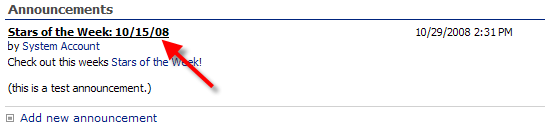 Announcements
Stars of the Week: 10/15/08 10/29/2008 2:31 PM
by System Account
Check out this weeks Stars of the Week!
(this is a test announcement.)
Add new announcement